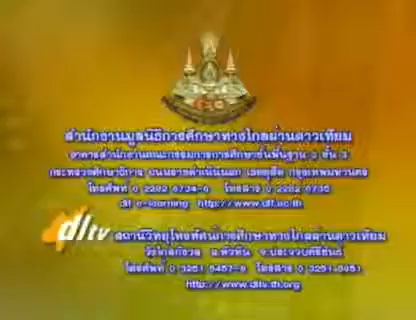 สำนักงานมูลนิธิการศึกษาทางไกลผ่านดาวเทียม
อาคารสำนักงานคณะกรรมการการศึกษาขั้นพื้นฐาน 3 ชั้น
กระทรวงศึกษาธิการ ถนนราชดำเนินนอก เขตดุสิต กรุงเทพมหานคร
โทรศัพท์ 0 2282 6734 โทรสาร 0 2282 6735
dlf e-learning http://www.dlf.ac.th
dltv สถานีวิทยุโทรทัศน์การศึกษาทางไกลผ่านดาวเทียม
วังไกลกังวล อ.หัวหิน จ.ประจวบคีรีขันธ์
โทรศัพท์ 0 3251 5457-8 โทรสาร 0 3251
http://www.dltv.th.org